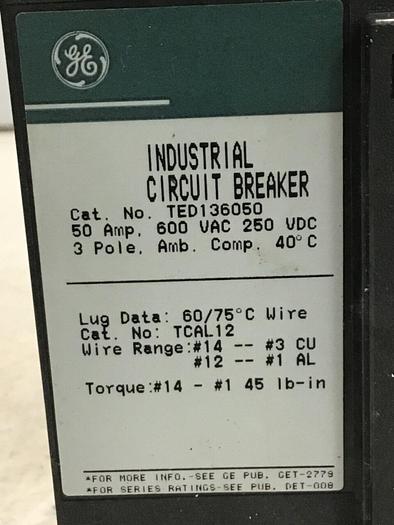 GE
INDUSTRIAL
CIRCUIT BREAKER
Cat. No. TED136050
50 Amp, 600 VAC 250 VDC
3 Pole, Amb. Comp. 40°C
Lug Data: 60/75°C Wire
Cat. No: TCAL12
Wire Range:#14 -- #3 CU
#12 -- #1 AL
Torque:#14 - #1 45 lb-in
*FOR MORE INFO.-SEE GE PUB. GET-2779
*FOR SERIES RATINGS-SEE PUB. DET-008